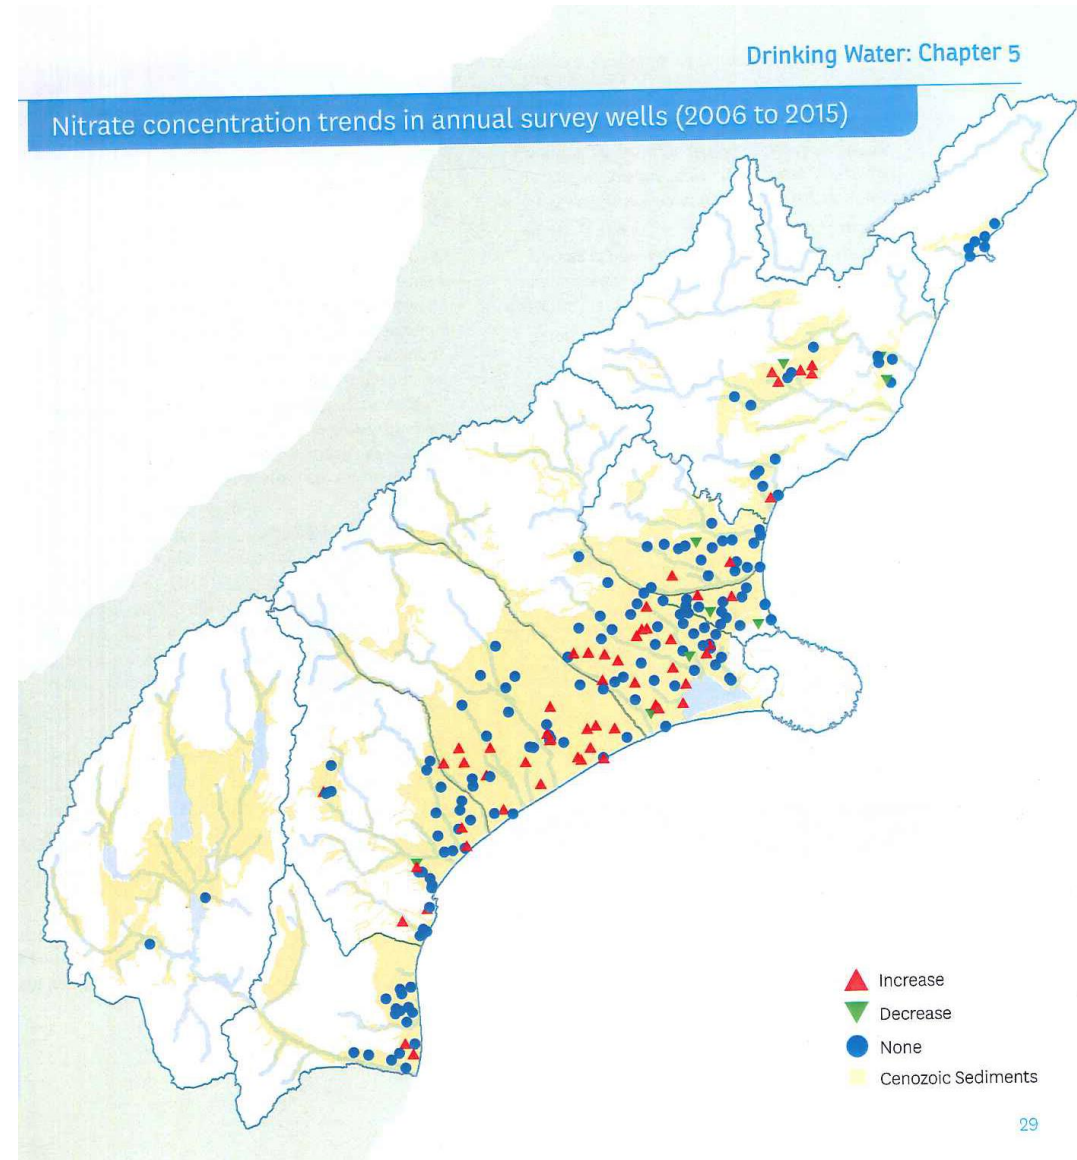 Drinking Water: Chapter 5
Nitrate concentration trends in annual survey wells (2006 to 2015)
Increase
Decrease
None
Cenozoic Sediments
29